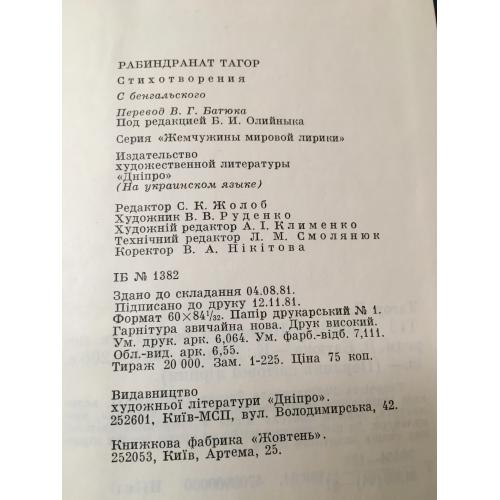 РАБИНДРАНАТ ТАГОР
Стихотворения
С бенгальского
Перевод В. Г. Батюка
Под редакцией Б. И. Олийныка
Серия «Жемчужины мировой лирики»
Издательство
художественной литературы
«Дніпро»
(На украинском языке)
Редактор С. К. Жолоб
Художник В. В. Руденко
Художній редактор А. І. Клименко
Технічний редактор Л. М. Смолянюк
Коректор В. А. Нікітова
ІБ № 1382
Здано до складання 04.08.81.
Підписано до друку 12.11.81.
Формат 60×84¹/₃₂. Папір друкарський № 1.
Гарнітура звичайна нова. Друк високий.
Ум. друк. арк. 6,064. Ум. фарб.-відб. 7,111.
Обл.-вид. арк. 6,55.
Тираж 20 000. Зам. 1-225. Ціна 75 коп.
Видавництво
художньої літератури «Дніпро».
252601, Київ-МСП, вул. Володимирська, 42.
Книжкова фабрика «Жовтень».
252053, Київ, Артема, 25.